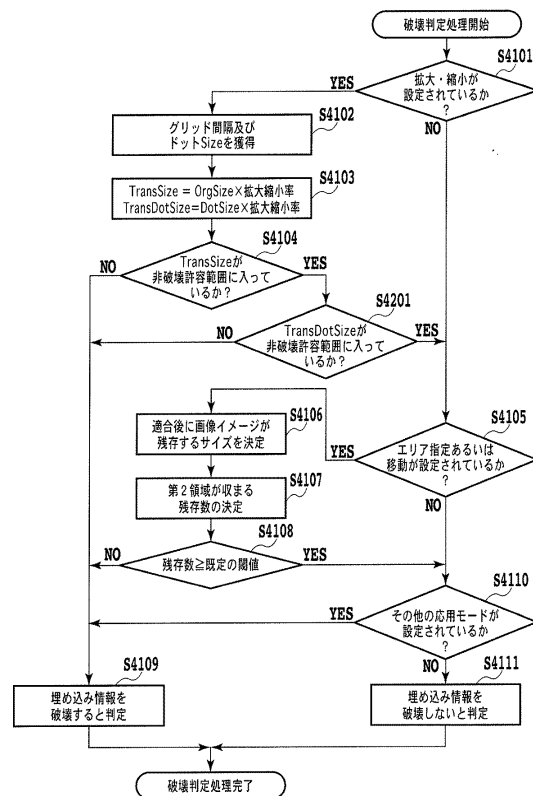 破壊判定処理開始
S4101
拡大・縮小が
設定されているか
?
YES
NO
S4102
グリッド間隔及び
ドットSizeを獲得
S4103
TransSize = OrgSize×拡大縮小率
TransDotSize=DotSize×拡大縮小率
S4104
TransSizeが
非破壊許容範囲に入って
いるか?
NO
YES
S4201
TransDotSizeが
非破壊許容範囲に入って
いるか?
NO
YES
S4105
エリア指定あるいは
移動が設定されているか
?
YES
NO
S4106
適合後に画像イメージが
残存するサイズを決定
S4107
第2領域が収まる
残存数の決定
S4108
残存数≧既定の閾値
NO
YES
S4110
その他の応用モードが
設定されているか
?
YES
NO
S4109
埋め込み情報を
破壊すると判定
S4111
埋め込み情報を
破壊しないと判定
破壊判定処理完了